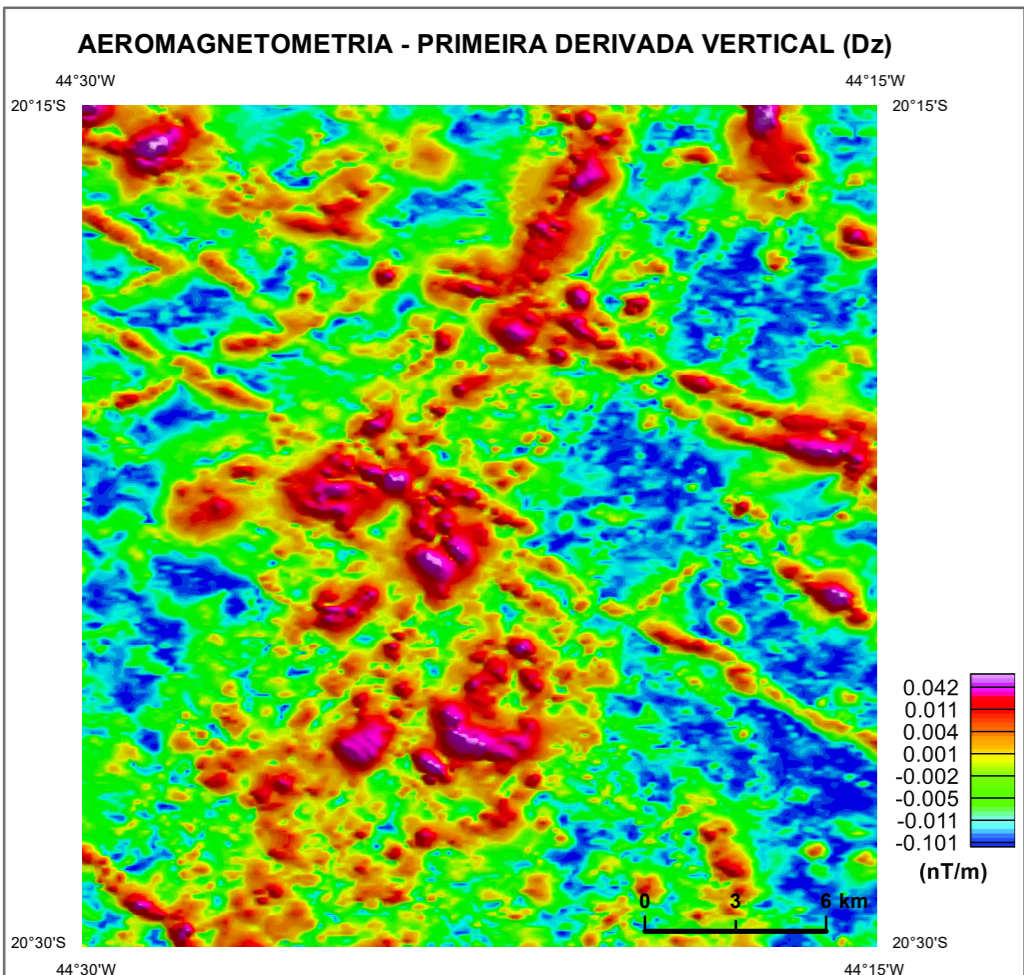 AEROMAGNETOMETRIA - PRIMEIRA DERIVADA VERTICAL (Dz)
44°30'W 44°15'W
20°15'S 20°15'S
0.042
0.011
0.004
0.001
-0.002
-0.005
-0.011
-0.101
(nT/m)
0 3 6 km
20°30'S 20°30'S
44°30'W 44°15'W